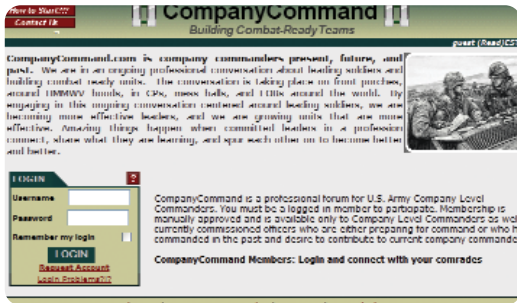 How to Start!!!
Contact Us
CompanyCommand
Building Combat-Ready Teams
guest (Read)
CompanyCommand.com is company commanders present, future, and
past. We are in an ongoing professional conversation about leading soldiers and
building combat ready units. The conversation is taking place on front porches,
around HMMWV hoods, in CPs, mess halls, and FOBs around the world. By
engaging in this ongoing conversation centered around leading soldiers, we are
becoming more effective leaders, and we are growing units that are more
effective. Amazing things happen when committed leaders in a profession
connect, share what they are learning, and spur each other on to become better
and better.
LOGIN ?
Username
Password
Remember my login
LOGIN
Request Account
Login Problems?!?
CompanyCommand is a professional forum for U.S. Army Company Level
Commanders. You must be a logged in member to participate. Membership is
manually approved and is available only to Company Level Commanders as wel
currently commissioned officers who are either preparing for command or who h
commanded in the past and desire to contribute to current company commande
CompanyCommand Members: Login and connect with your comrades